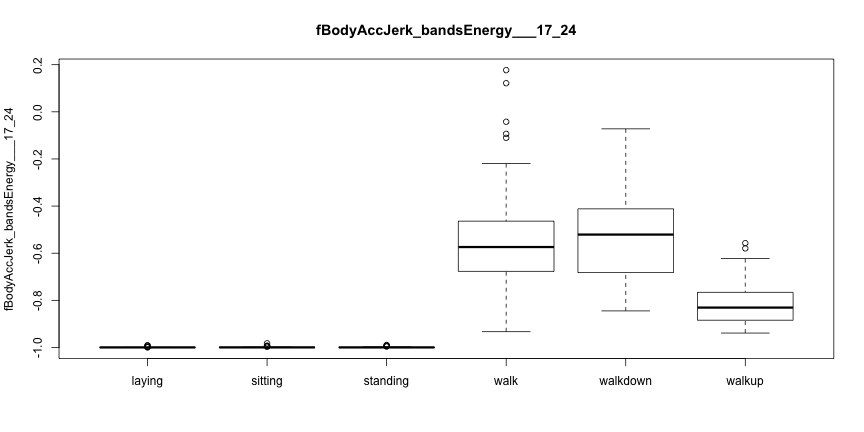 fBodyAccJerk_bandsEnergy___17_24
fBodyAccJerk_bandsEnergy___17_24
0.2
0.0
-0.2
-0.4
-0.6
-0.8
-1.0
laying sitting standing walk walkdown walkup